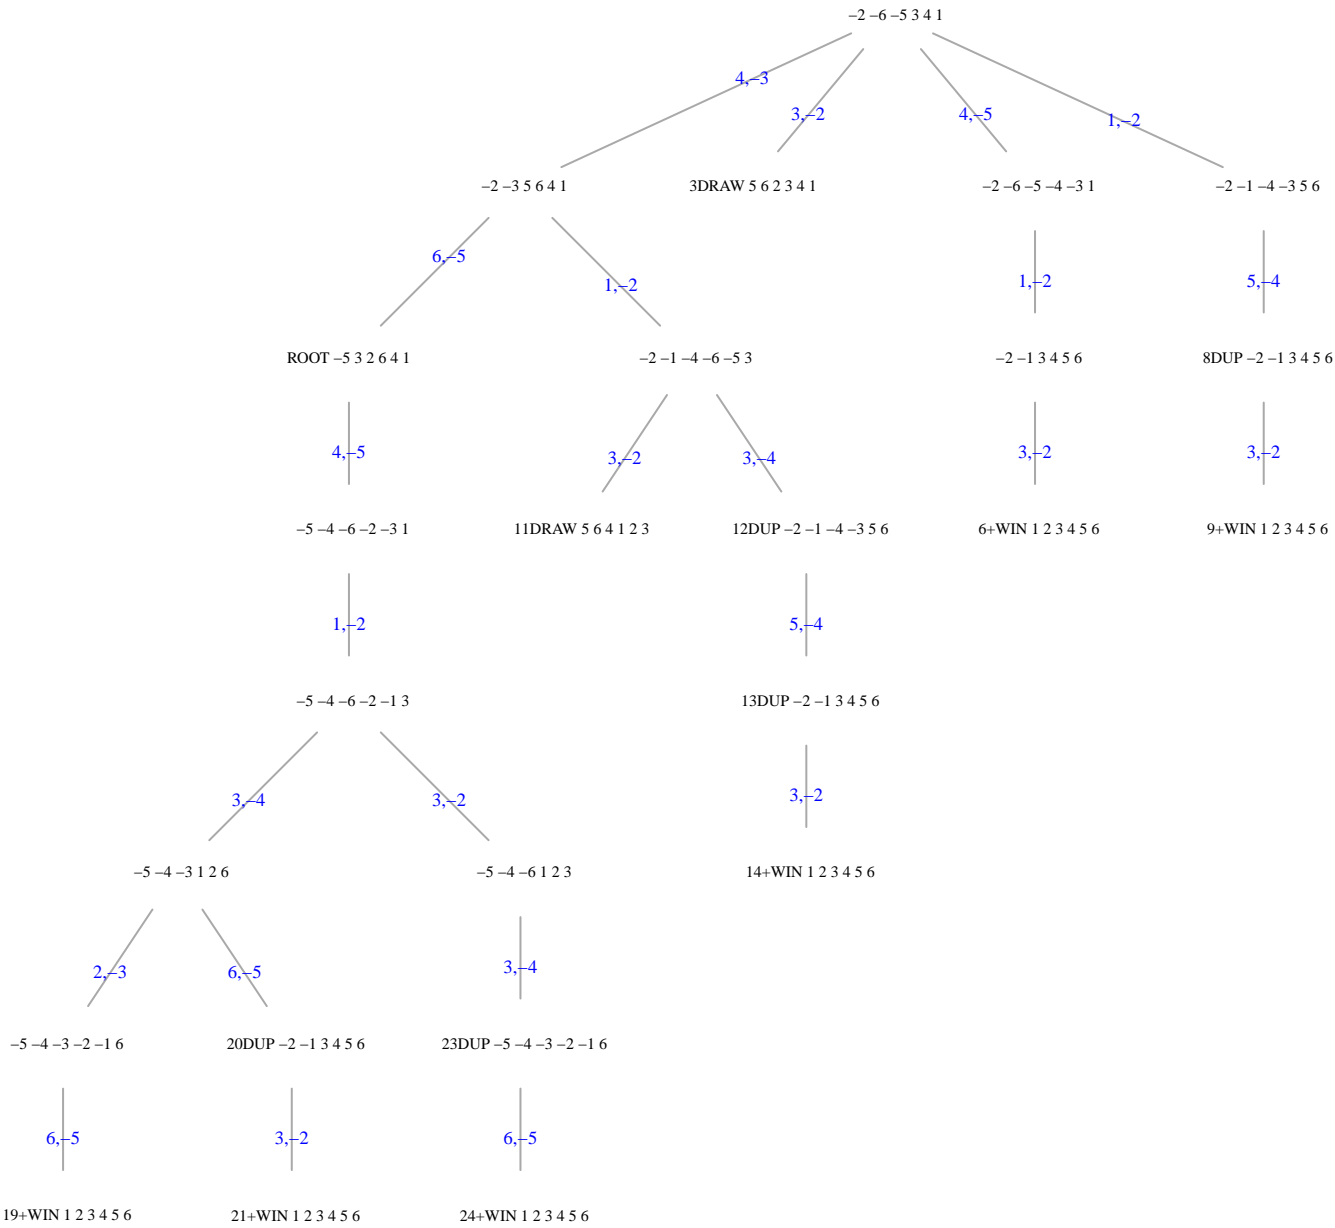 −2 −6 −5 3 4 1
4,−3
3,−2
4,−5
1,−2
−2 −3 5 6 4 1
3DRAW 5 6 2 3 4 1
−2 −6 −5 −4 −3 1
−2 −1 −4 −3 5 6
6,−5
1,−2
1,−2
5,−4
ROOT −5 3 2 6 4 1
−2 −1 −4 −6 −5 3
−2 −1 3 4 5 6
8DUP −2 −1 3 4 5 6
4,−5
3,−2
3,−4
3,−2
3,−2
−5 −4 −6 −2 −3 1
11DRAW 5 6 4 1 2 3
12DUP −2 −1 −4 −3 5 6
6+WIN 1 2 3 4 5 6
9+WIN 1 2 3 4 5 6
1,−2
5,−4
−5 −4 −6 −2 −1 3
13DUP −2 −1 3 4 5 6
3,−4
3,−2
3,−2
−5 −4 −3 1 2 6
−5 −4 −6 1 2 3
14+WIN 1 2 3 4 5 6
2,−3
6,−5
3,−4
−5 −4 −3 −2 −1 6
20DUP −2 −1 3 4 5 6
23DUP −5 −4 −3 −2 −1 6
6,−5
3,−2
6,−5
19+WIN 1 2 3 4 5 6
21+WIN 1 2 3 4 5 6
24+WIN 1 2 3 4 5 6